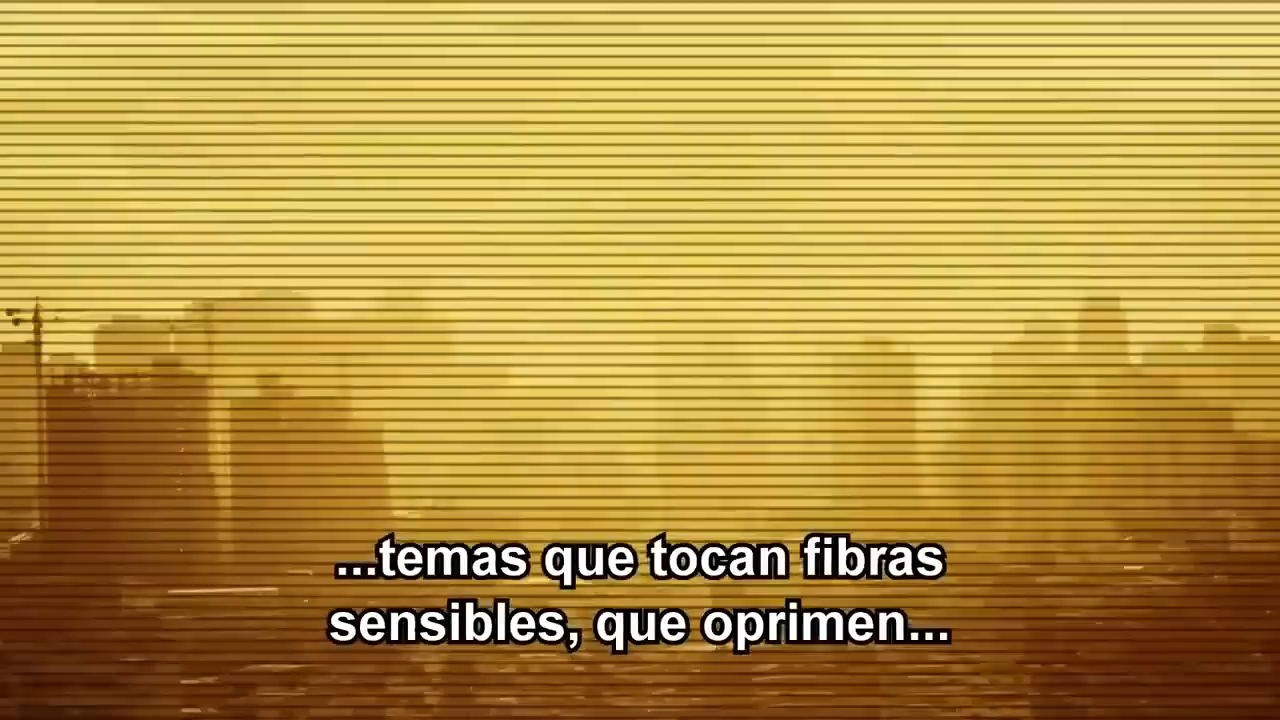 ...temas que tocan fibras
sensibles, que oprimen...